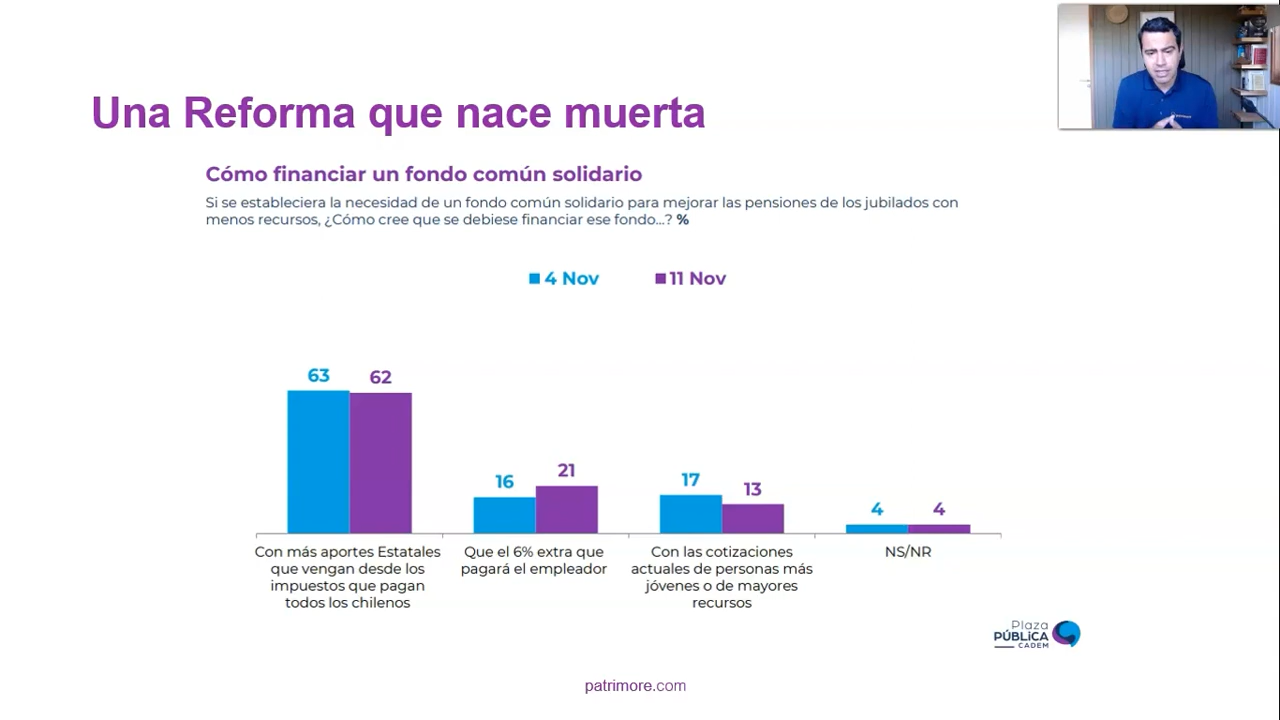 Una Reforma que nace muerta
Cómo financiar un fondo común solidario
Si se estableciera la necesidad de un fondo común solidario para mejorar las pensiones de los jubilados con
menos recursos, ¿Cómo cree que se debiese financiar ese fondo...? %
4 Nov
11 Nov
63
62
16
21
17
13
4
4
Con más aportes Estatales
que vengan desde los
impuestos que pagan
todos los chilenos
Que el 6% extra que
pagará el empleador
Con las cotizaciones
actuales de personas más
jóvenes o de mayores
recursos
NS/NR
Plaza
PÚBLiCA
CADEM
patrimore.com